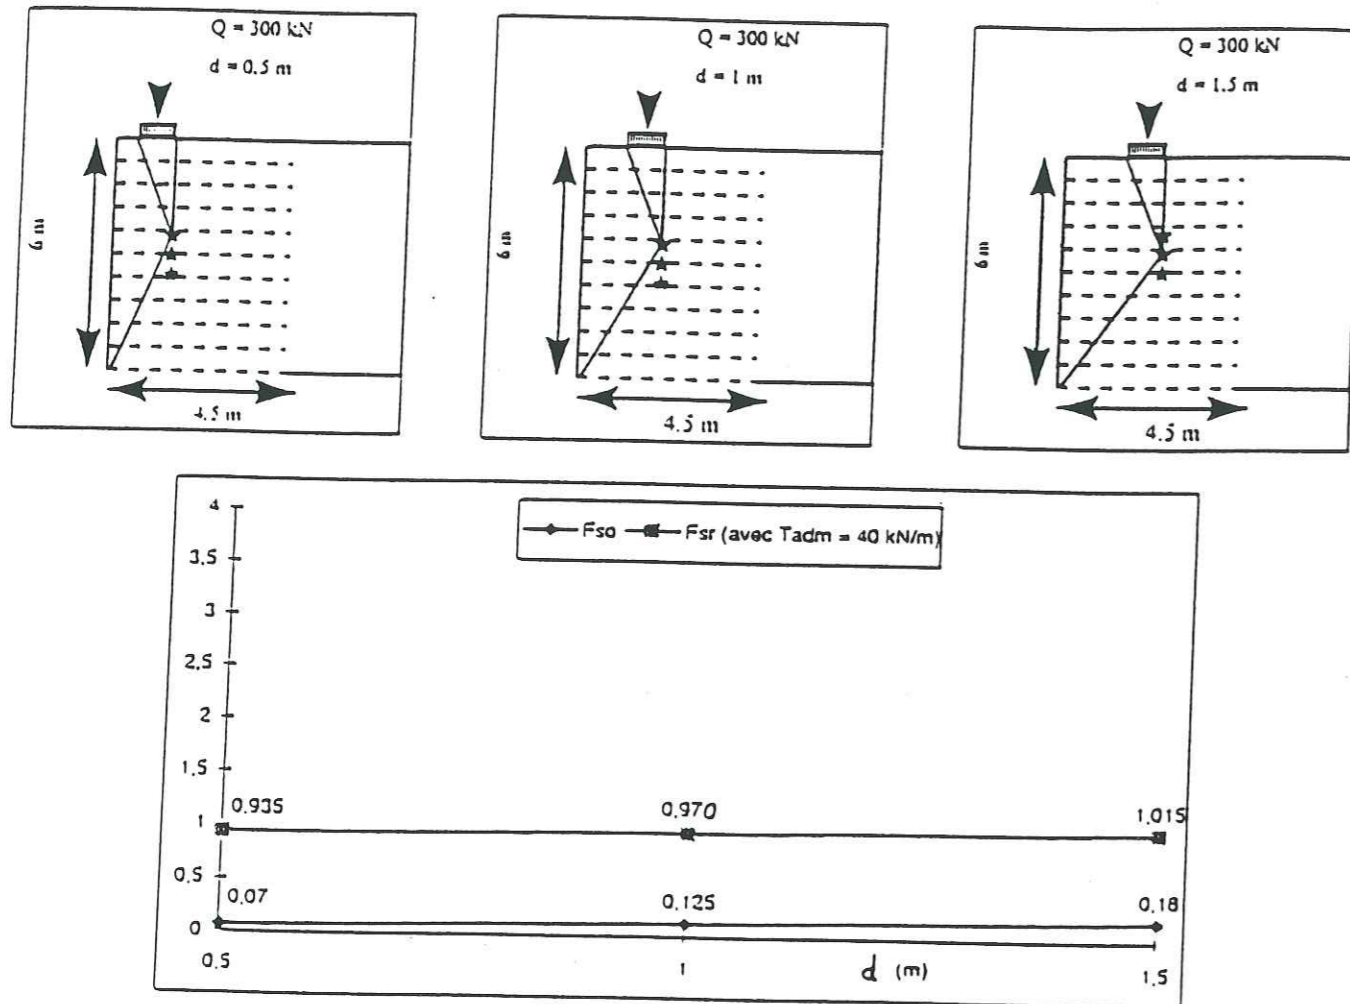 Q = 300 kN
d = 0.5 m
6 m
4.5 m
Q = 300 kN
d = 1 m
6 m
4.5 m
Q = 300 kN
d = 1.5 m
6 m
4.5 m
Fso Fsr (avec Tadm = 40 kN/m)
4
3,5
3
2,5
2
1,5
1
0,5
0
0,935
0,970
1,015
0,07
0,125
0,18
0,5
1
1,5
d (m)